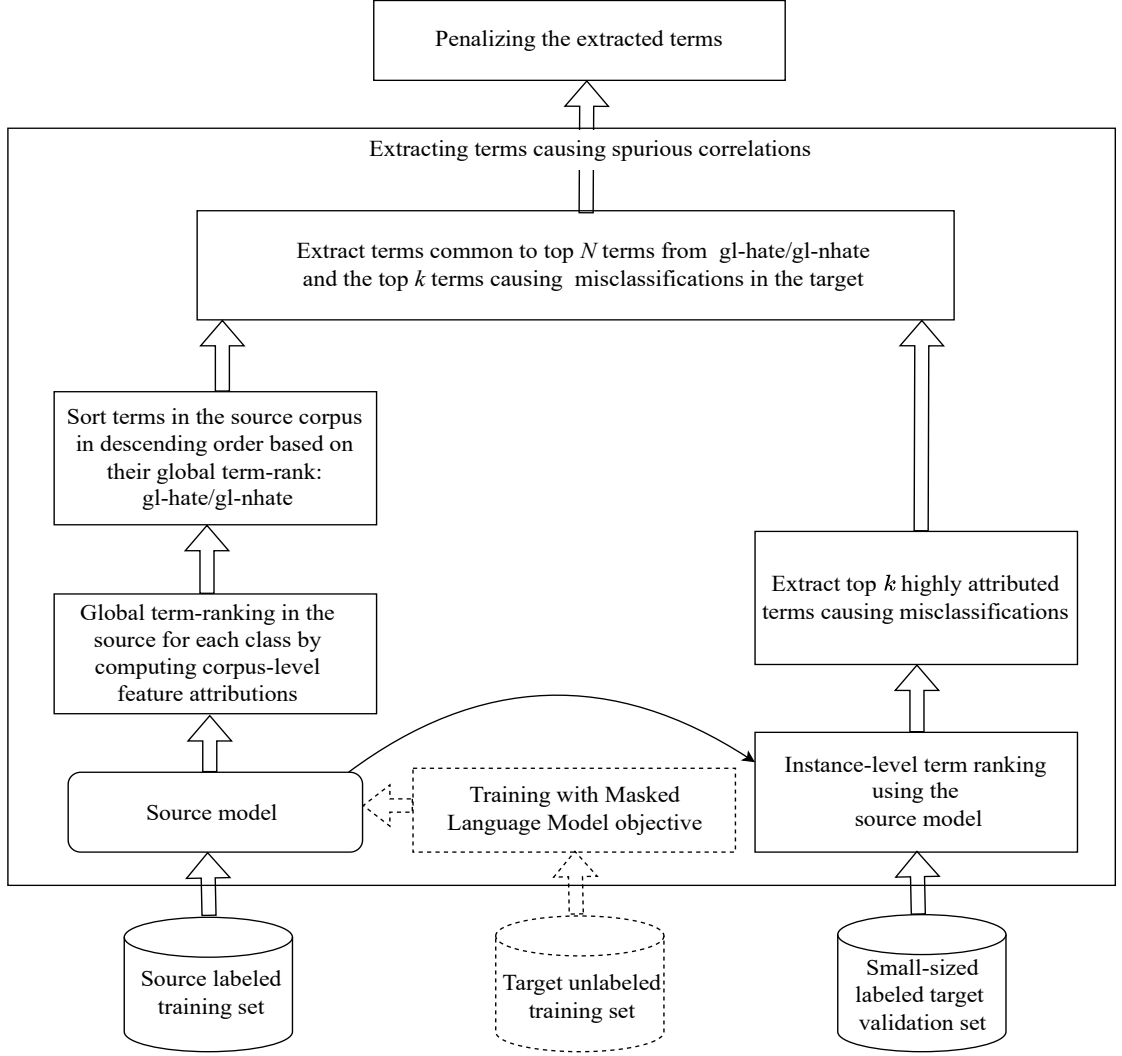 Penalizing the extracted terms
Extracting terms causing spurious correlations
Extract terms common to top N terms from gl-hate/gl-nhate
and the top k terms causing misclassifications in the target
Sort terms in the source corpus
in descending order based on
their global term-rank:
gl-hate/gl-nhate
Extract top k highly attributed
terms causing misclassifications
Global term-ranking in the
source for each class by
computing corpus-level
feature attributions
Source model
Training with Masked
Language Model objective
Instance-level term ranking
using the
source model
Source labeled
training set
Target unlabeled
training set
Small-sized
labeled target
validation set